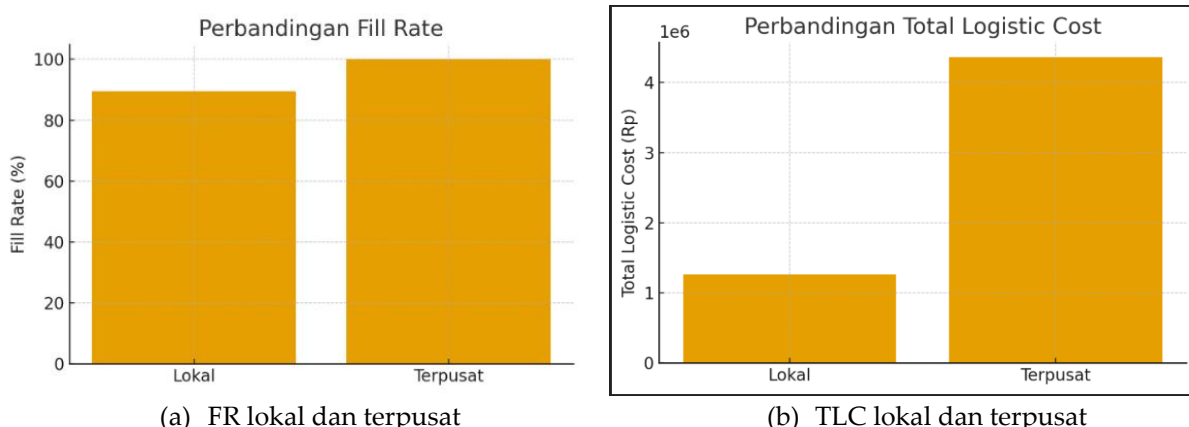 Perbandingan Fill Rate
Fill Rate (%)
100
80
60
40
20
0
Lokal Terpusat
(a) FR lokal dan terpusat
Perbandingan Total Logistic Cost
1e6
Total Logistic Cost (Rp)
4
3
2
1
0
Lokal Terpusat
(b) TLC lokal dan terpusat